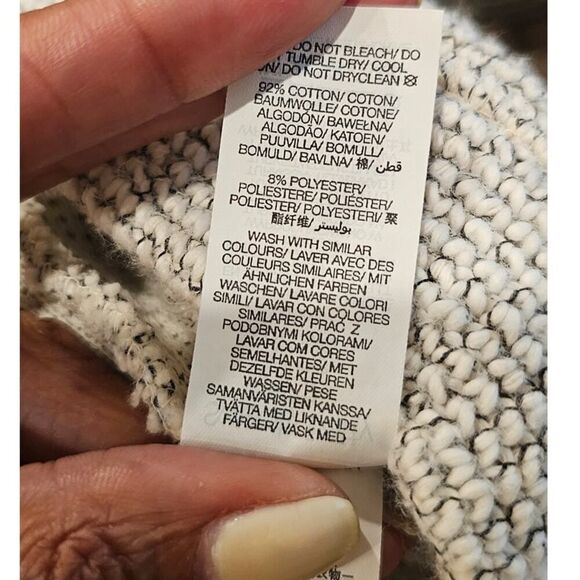 DO NOT BLEACH/ DO
TUMBLE DRY/ COOL
ON/ DO NOT DRYCLEAN
92% COTTON/ COTON/
BAUMWOLLE/ COTONE/
ALGODÓN/ BAWEŁNA/
ALGODÃO/ KATOEN/
PUUVILLA/ BOMULL/
BOMULD/ BAVLNA/ 棉/ قطن
8% POLYESTER/
POLIESTERE/ POLIÉSTER/
POLIESTER/ POLYESTERI/ 聚
酯纤维/ بوليستر
WASH WITH SIMILAR
COLOURS/ LAVER AVEC DES
COULEURS SIMILAIRES/ MIT
ÄHNLICHEN FARBEN
WASCHEN/ LAVARE COLORI
SIMILI/ LAVAR CON COLORES
SIMILARES/ PRAĆ Z
PODOBNYMI KOLORAMI/
LAVAR COM CORES
SEMELHANTES/ MET
DEZELFDE KLEUREN
WASSEN/ PESE
SAMANVÄRISTEN KANSSA/
TVÄTTA MED LIKNANDE
FÄRGER/ VASK MED